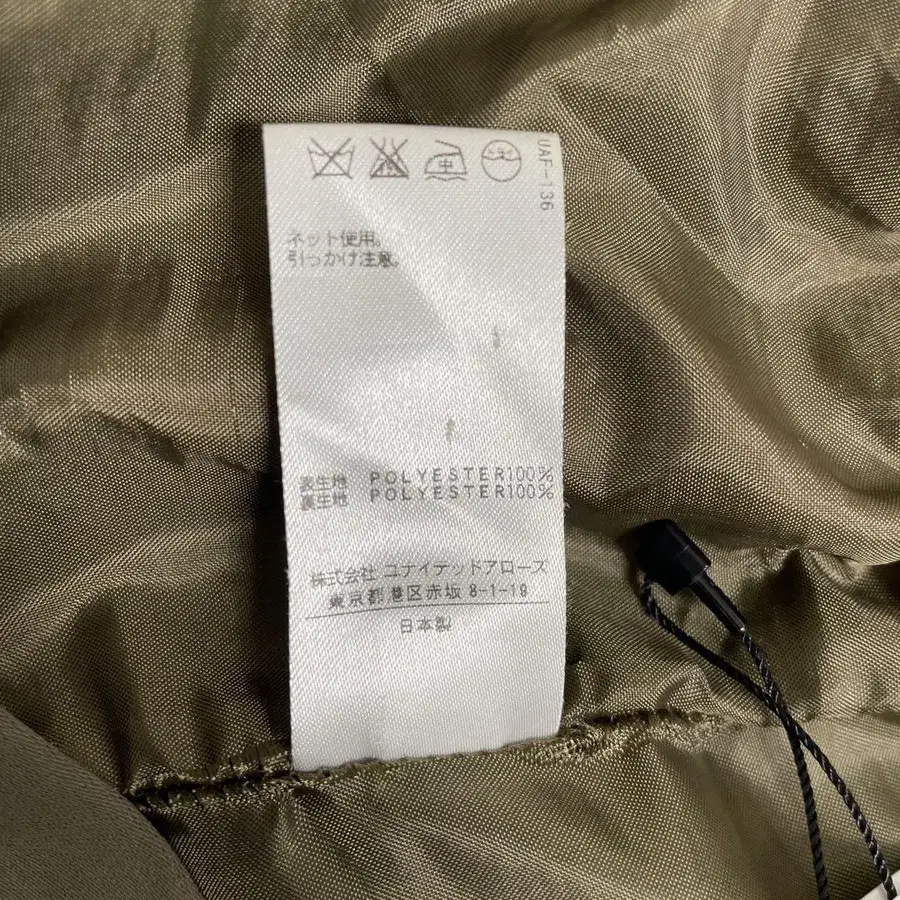 UAF-136
中
ネット使用。
引っかけ注意。
表生地 POLYESTER100%
裏生地 POLYESTER100%
株式会社 ユナイテッドアローズ
東京都港区赤坂 8-1-19
日本製